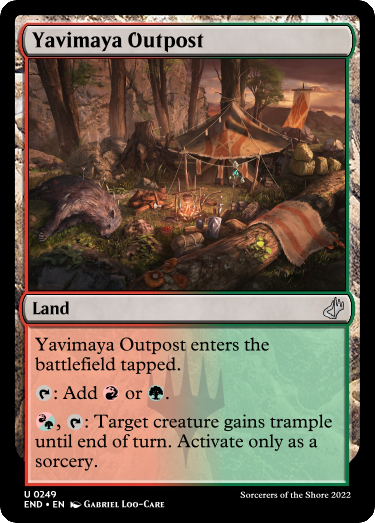 Yavimaya Outpost
Land
Yavimaya Outpost enters the
battlefield tapped.
: Add or .
, : Target creature gains trample
until end of turn. Activate only as a
sorcery.
U 0249
END • EN Gabriel Loo-Care
Sorcerers of the Shore 2022